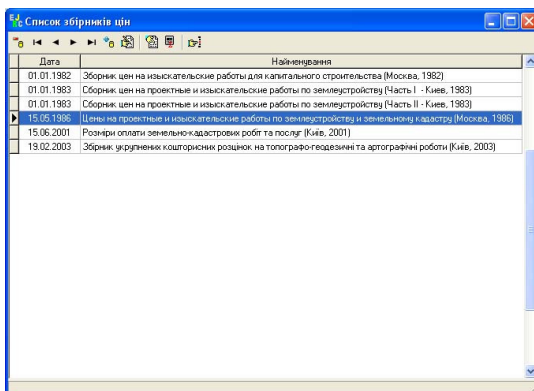 Список збірників цін
Дата Найменування
01.01.1982 Зборник цен на изыскательские работы для капитального строительства (Москва, 1982)
01.01.1983 Сборник цен на проектные и изыскательские работы по землеустройству (Часть I - Киев, 1983)
01.01.1983 Сборник цен на проектные и изыскательские работы по землеустройству (Часть II - Киев, 1983)
15.05.1986 Цены на проектные и изыскательские работы по землеустройству и земельному кадастру (Москва, 1986)
15.06.2001 Розміри оплати земельно-кадастрових робіт та послуг (Київ, 2001)
19.02.2003 Збірник укрупнених кошторисних розцінок на топографо-геодезичні та артографічні роботи (Київ, 2003)